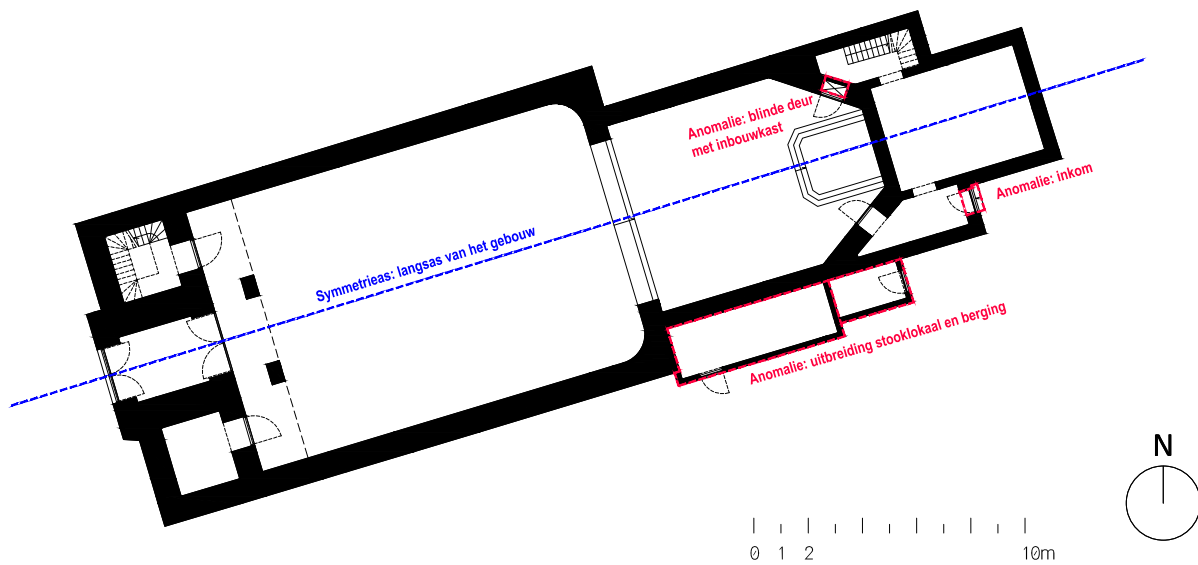 Anomalie: blinde deur
met inbouwkast
Anomalie: inkom
Symmetrieas: langsas van het gebouw
Anomalie: uitbreiding stooklokaal en berging
N
0 1 2 10m